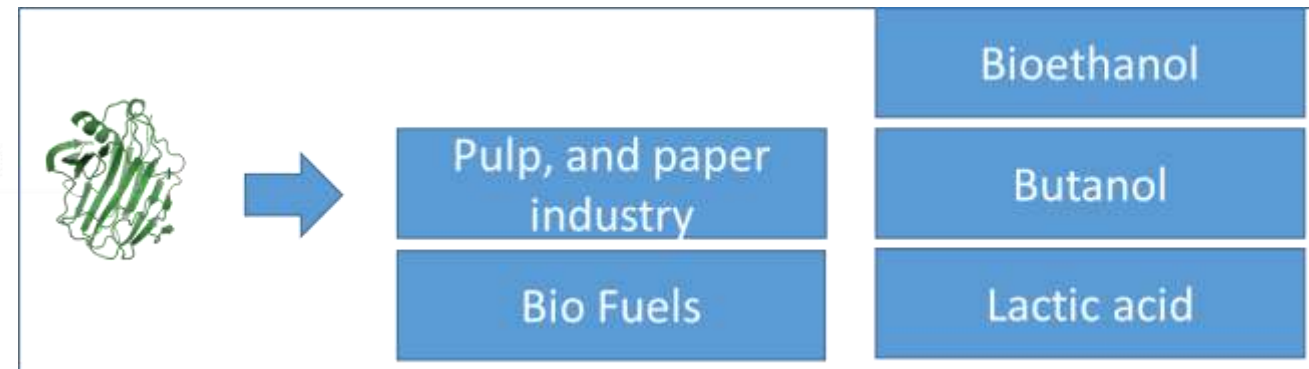 Pulp, and paper
industry
Bio Fuels
Bioethanol
Butanol
Lactic acid